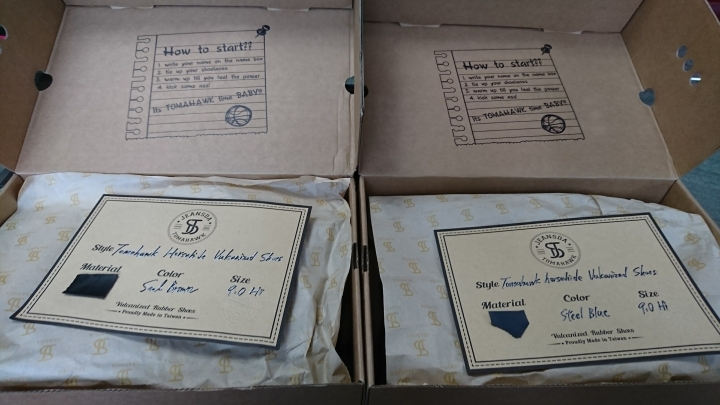 How to start??
1. write your name on the name box
2. tie up your shoelaces
3. warm up till you feel the power
4. kick some ass!
Its TOMAHAWK time BABY!!
How to start??
1. write your name on the name box
2. tie up your shoelaces
3. warm up till you feel the power
4. kick some ass!
Its TOMAHAWK time BABY!!
JEANSDA
TOMAHAWK
Style Tomahawk Horsehide Vulcanized Shoes
Material Color Size
Seal Brown 9.0 Hi
Vulcanized Rubber Shoes
Proudly Made in Taiwan
JEANSDA
TOMAHAWK
Style Tomahawk horsehide Vulcanized Shoes
Material Color Size
Steel Blue 9.0 Hi
Vulcanized Rubber Shoes
Proudly Made in Taiwan